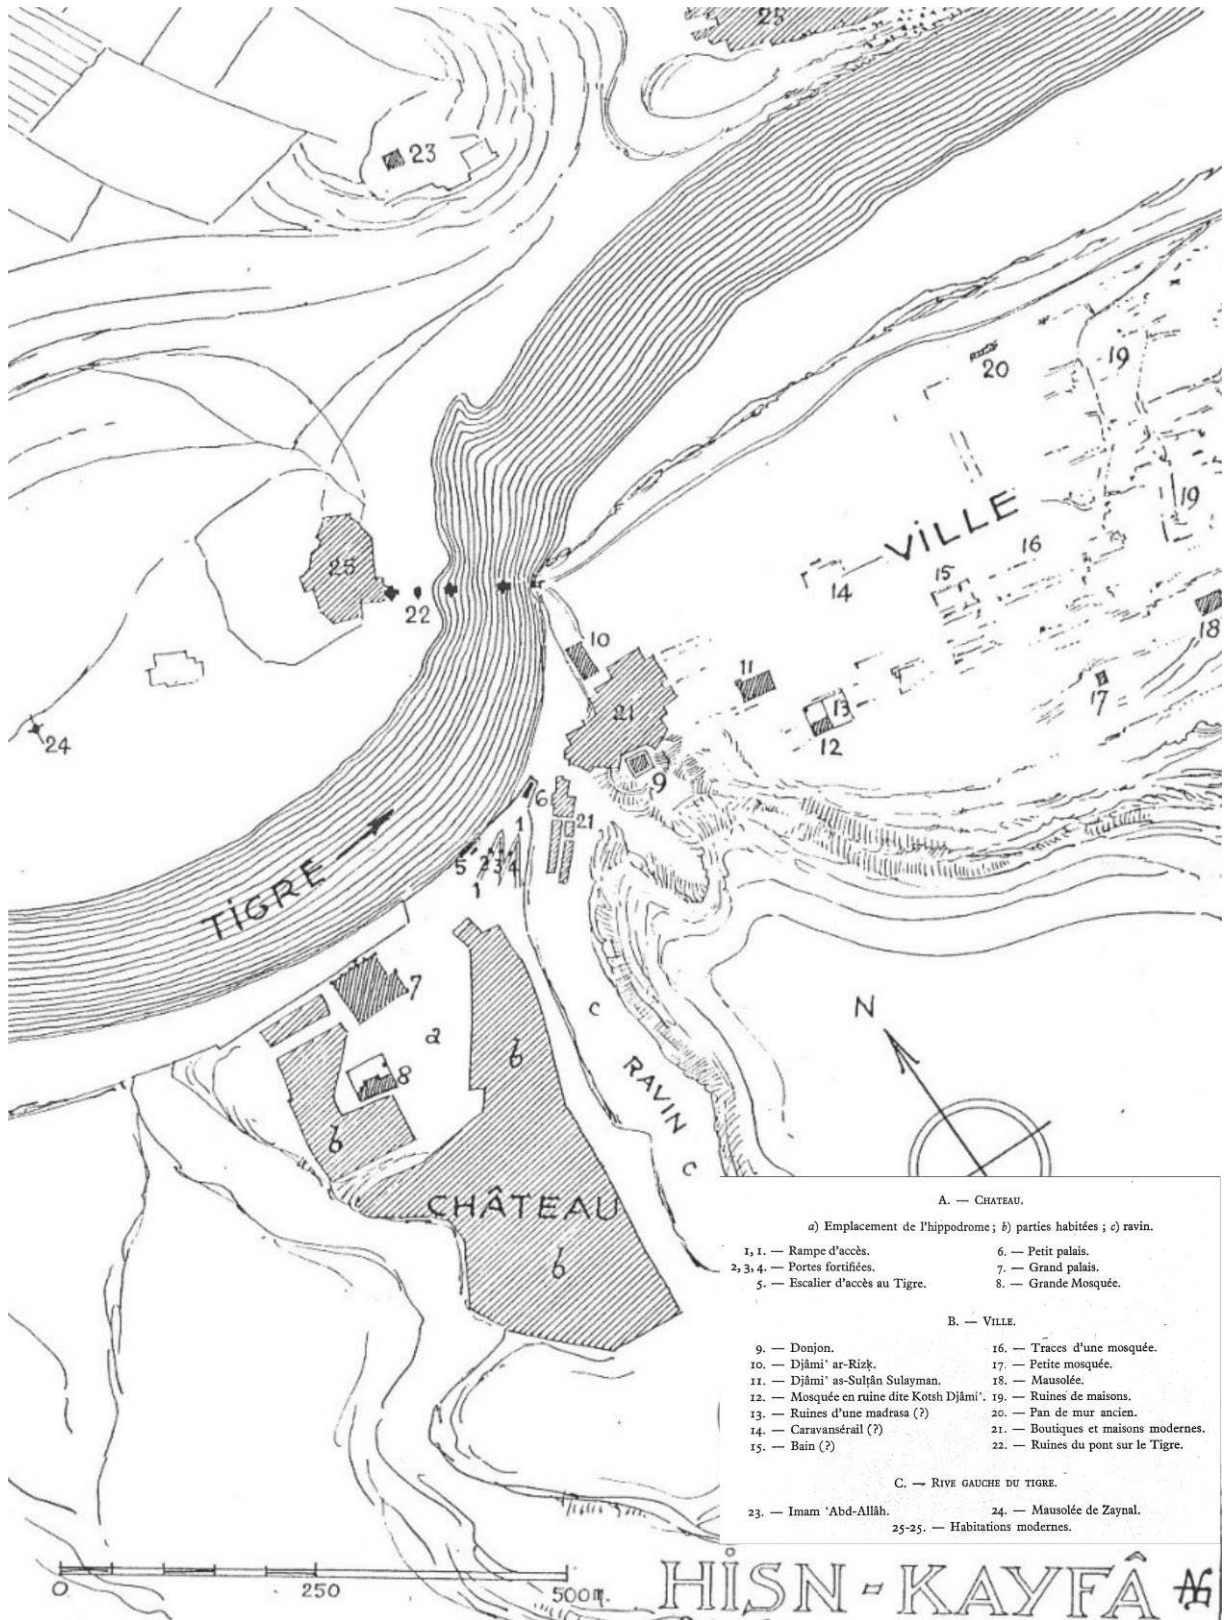 25
23
20
19
19
VİLLE
16
15
14
25
22
10
18
11
17
21
13
12
24
9
6
21
1
5 2 3 4
1
TİGRE
7
a
c
N
b
8
RAVIN
b
c
CHÂTEAU
b
A. — CHATEAU.
a) Emplacement de l'hippodrome ; b) parties habitées ; c) ravin.
1, 1. — Rampe d'accès.
2, 3, 4. — Portes fortifiées.
5. — Escalier d'accès au Tigre.
6. — Petit palais.
7. — Grand palais.
8. — Grande Mosquée.
B. — VILLE.
9. — Donjon.
10. — Djâmi' ar-Rizḳ.
11. — Djâmi' as-Sulṭân Sulayman.
12. — Mosquée en ruine dite Kotsh Djâmi'.
13. — Ruines d'une madrasa (?)
14. — Caravansérail (?)
15. — Bain (?)
16. — Traces d'une mosquée.
17. — Petite mosquée.
18. — Mausolée.
19. — Ruines de maisons.
20. — Pan de mur ancien.
21. — Boutiques et maisons modernes.
22. — Ruines du pont sur le Tigre.
C. — RIVE GAUCHE DU TIGRE.
23. — Imam 'Abd-Allâh.
24. — Mausolée de Zaynal.
25-25. — Habitations modernes.
0 250 500 m.
HİSN - KAYFÂ AG